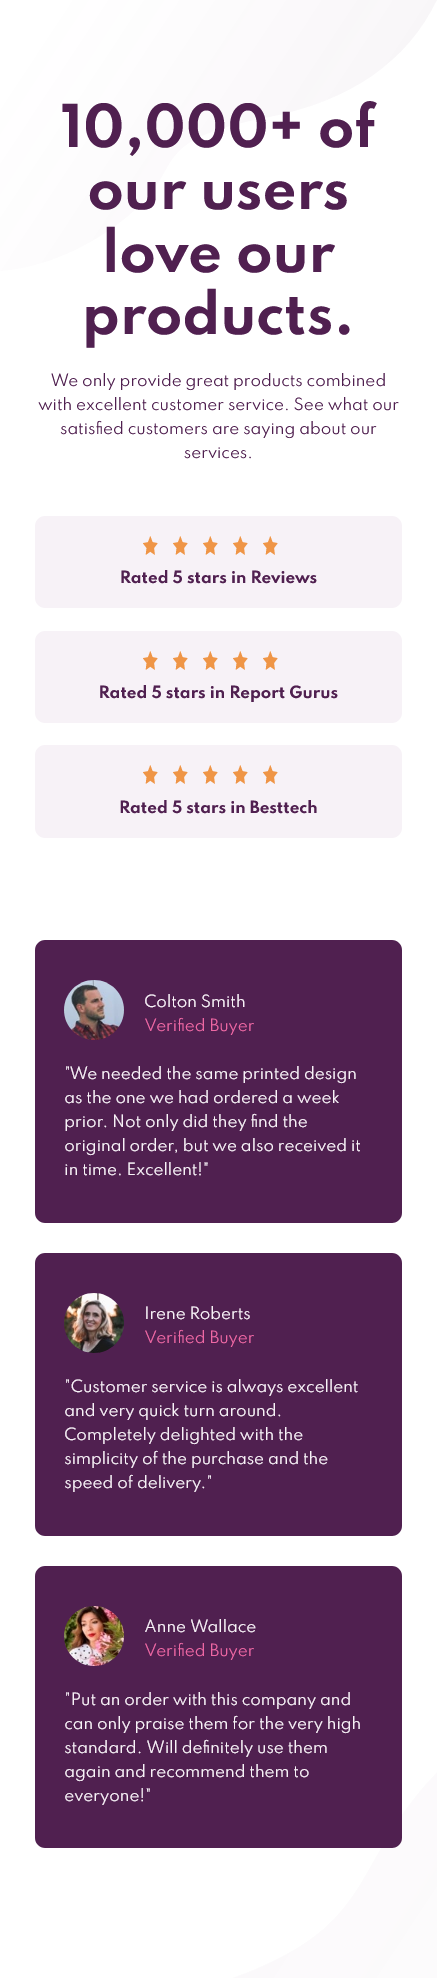 10,000+ of
our users
love our
products.
We only provide great products combined
with excellent customer service. See what our
satisfied customers are saying about our
services.
Rated 5 stars in Reviews
Rated 5 stars in Report Gurus
Rated 5 stars in Besttech
Colton Smith
Verified Buyer
"We needed the same printed design
as the one we had ordered a week
prior. Not only did they find the
original order, but we also received it
in time. Excellent!"
Irene Roberts
Verified Buyer
"Customer service is always excellent
and very quick turn around.
Completely delighted with the
simplicity of the purchase and the
speed of delivery."
Anne Wallace
Verified Buyer
"Put an order with this company and
can only praise them for the very high
standard. Will definitely use them
again and recommend them to
everyone!"